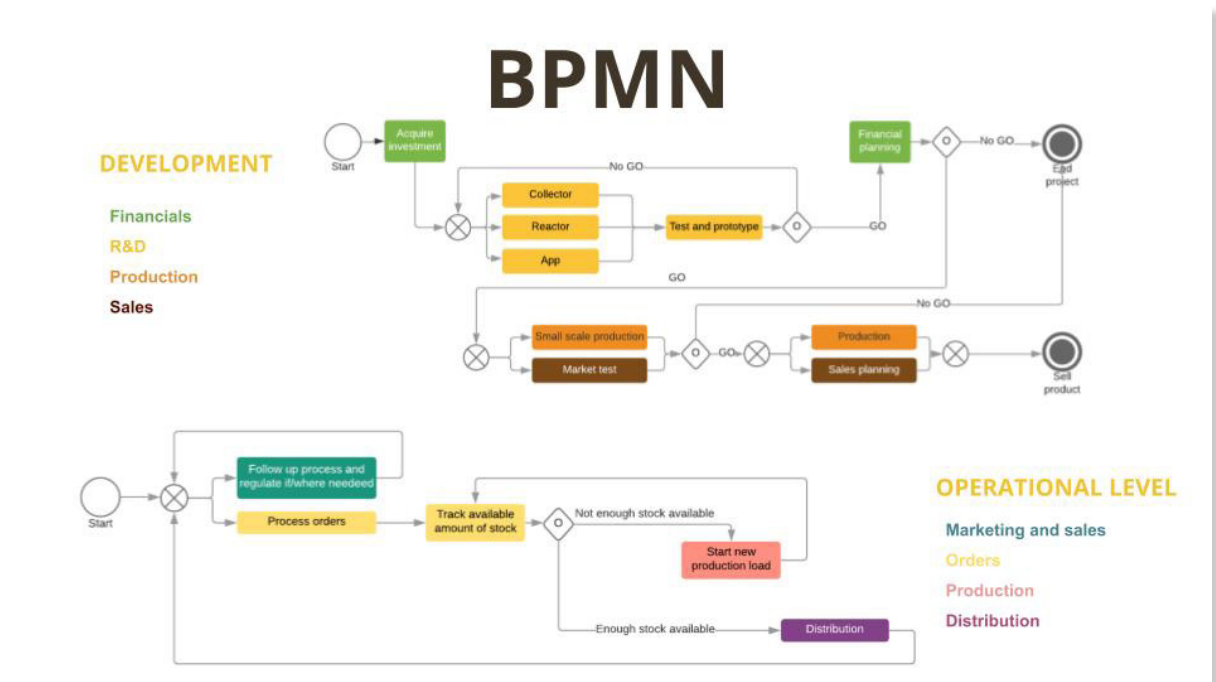 BPMN
DEVELOPMENT
Financials
R&D
Production
Sales
Start
Acquire
investment
No GO
Collector
Reactor
App
Test and prototype
O
GO
Financial
planning
O
No GO
End
project
GO
No GO
Small scale production
Market test
O
GO
Production
Sales planning
Sell
product
Start
Follow up process and
regulate if/where needeed
Process orders
Track available
amount of stock
O
Not enough stock available
Start new
production load
Enough stock available
Distribution
OPERATIONAL LEVEL
Marketing and sales
Orders
Production
Distribution